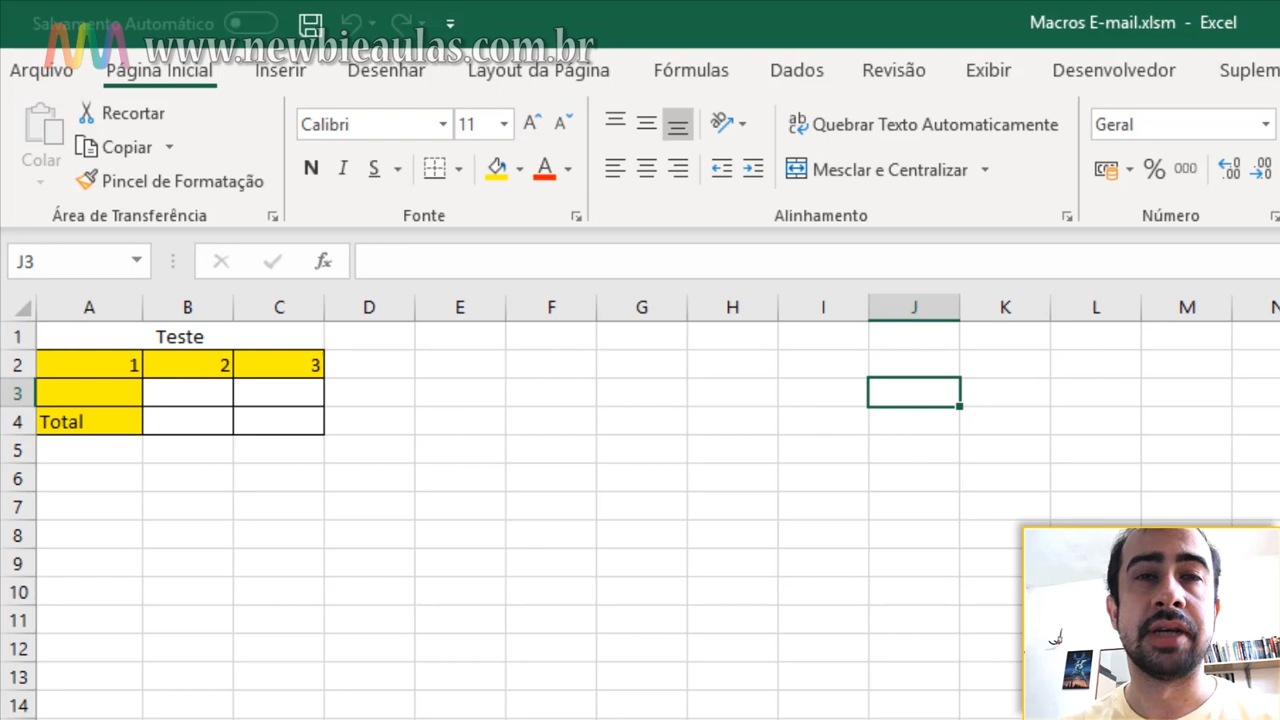 Salvamento Automático
Macros E-mail.xlsm - Excel
www.newbieaulas.com.br
Arquivo Página Inicial Inserir Desenhar Layout da Página Fórmulas Dados Revisão Exibir Desenvolvedor Suplem
Colar
Recortar
Copiar
Pincel de Formatação
Área de Transferência
Calibri 11
N I S
Fonte
Quebrar Texto Automaticamente
Mesclar e Centralizar
Alinhamento
Geral
% 000
Número
J3 fx
A B C D E F G H I J K L M N
1 Teste
2 1 2 3
3
4 Total
5
6
7
8
9
10
11
12
13
14